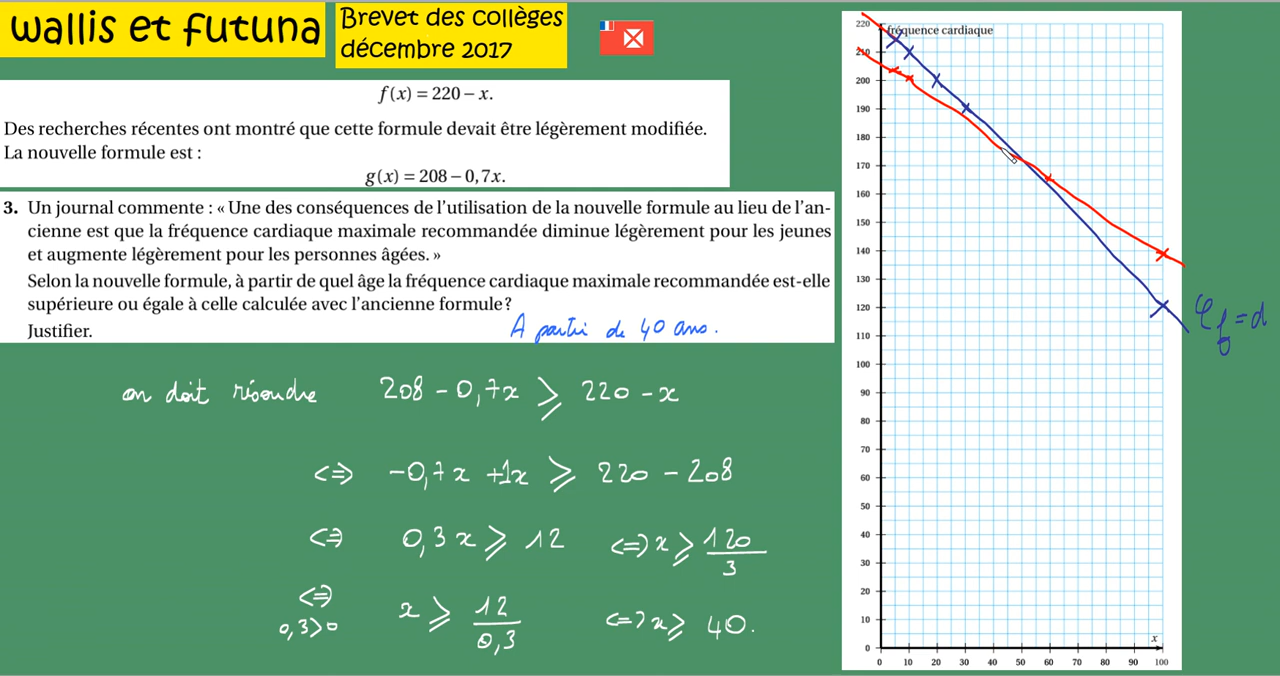 wallis et futuna
Brevet des collèges
décembre 2017
f(x) = 220 − x.
Des recherches récentes ont montré que cette formule devait être légèrement modifiée.
La nouvelle formule est :
g(x) = 208 − 0,7x.
3. Un journal commente : « Une des conséquences de l'utilisation de la nouvelle formule au lieu de l'an-
cienne est que la fréquence cardiaque maximale recommandée diminue légèrement pour les jeunes
et augmente légèrement pour les personnes âgées. »
Selon la nouvelle formule, à partir de quel âge la fréquence cardiaque maximale recommandée est-elle
supérieure ou égale à celle calculée avec l'ancienne formule ?
Justifier.
A partir de 40 ans.
on doit résoudre 208 − 0,7x ⩾ 220 − x
<=> −0,7x +1x ⩾ 220 − 208
<=> 0,3x ⩾ 12 <=> x ⩾ 120/3
<=> 0,3>0 x ⩾ 12/0,3 <=> x ⩾ 40.
fréquence cardiaque
220
210
200
190
180
170
160
150
140
130
120
110
100
90
80
70
60
50
40
30
20
10
0
x
0 10 20 30 40 50 60 70 80 90 100
𝒞f = d